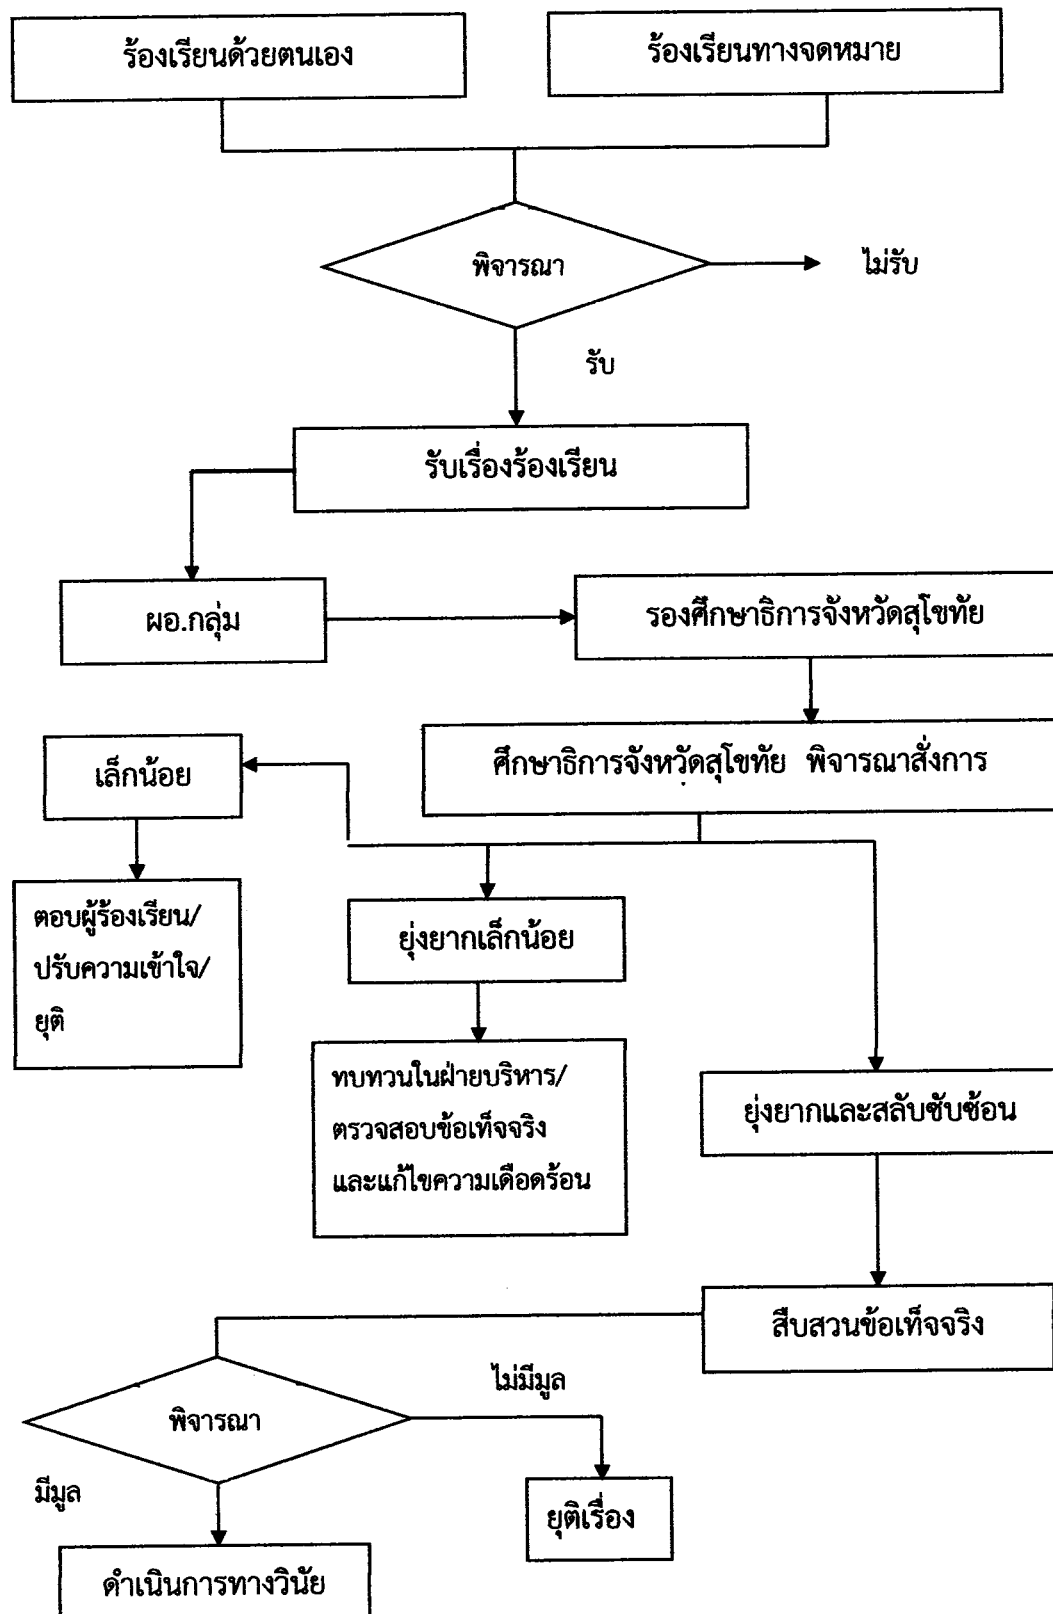 ร้องเรียนด้วยตนเอง
ร้องเรียนทางจดหมาย
พิจารณา
ไม่รับ
รับ
รับเรื่องร้องเรียน
ผอ.กลุ่ม
รองศึกษาธิการจังหวัดสุโขทัย
ศึกษาธิการจังหวัดสุโขทัย พิจารณาสั่งการ
เล็กน้อย
ตอบผู้ร้องเรียน/
ปรับความเข้าใจ/
ยุติ
ยุ่งยากเล็กน้อย
ทบทวนในฝ่ายบริหาร/
ตรวจสอบข้อเท็จจริง
และแก้ไขความเดือดร้อน
ยุ่งยากและสลับซับซ้อน
สืบสวนข้อเท็จจริง
พิจารณา
ไม่มีมูล
มีมูล
ยุติเรื่อง
ดำเนินการทางวินัย